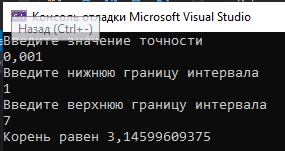 Консоль отладки Microsoft Visual Studio
Назад (Ctrl+-)
Введите значение точности
0,001
Введите нижнюю границу интервала
1
Введите верхнюю границу интервала
7
Корень равен 3,14599609375